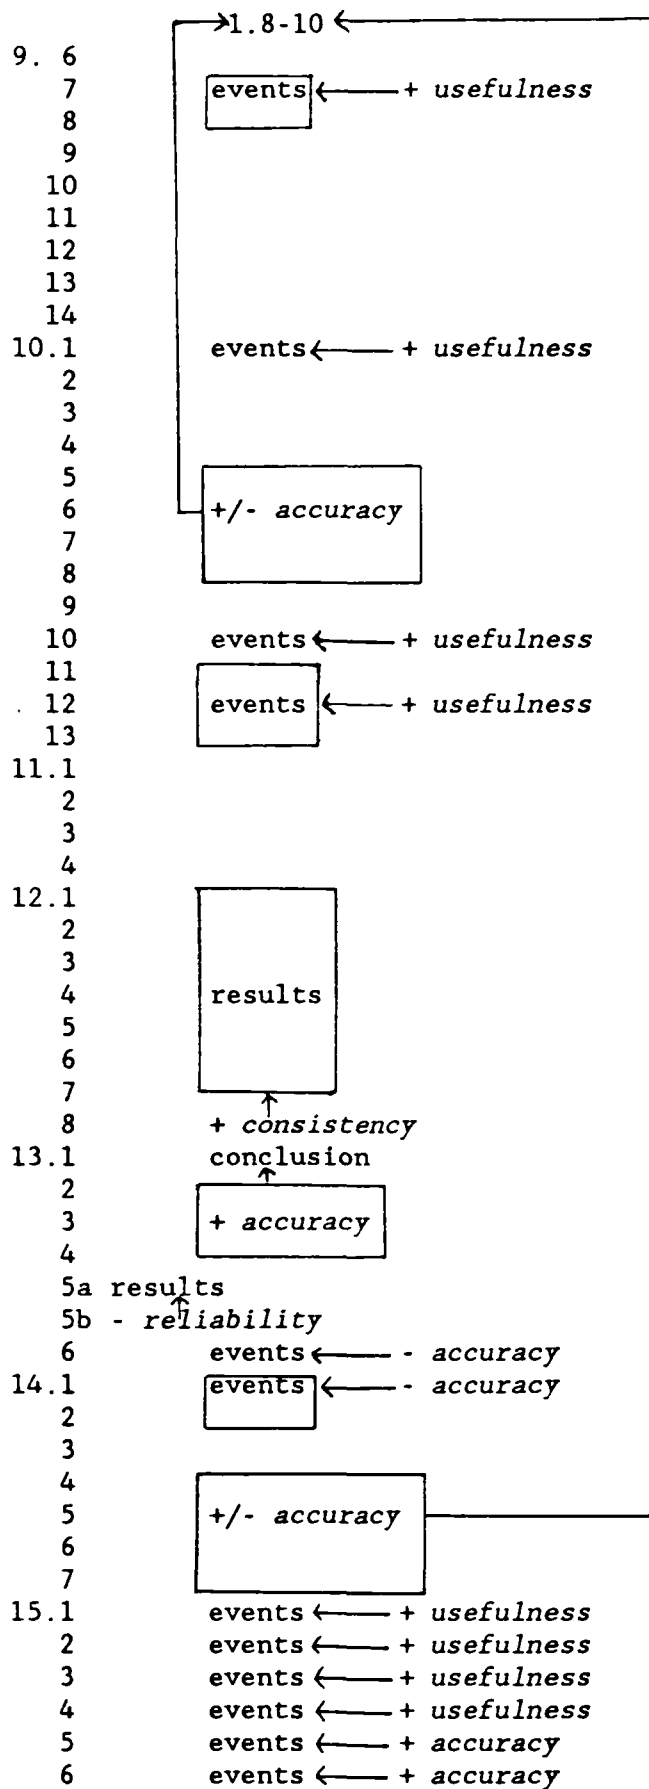 1.8-10
9. 6
7 events + usefulness
8
9
10
11
12
13
14
10.1 events + usefulness
2
3
4
5
6 +/- accuracy
7
8
9
10 events + usefulness
11
12 events + usefulness
13
11.1
2
3
4
12.1
2
3
4 results
5
6
7
8 + consistency
13.1 conclusion
2
3 + accuracy
4
5a results
5b - reliability
6 events - accuracy
14.1 events - accuracy
2
3
4
5 +/- accuracy
6
7
15.1 events + usefulness
2 events + usefulness
3 events + usefulness
4 events + usefulness
5 events + accuracy
6 events + accuracy